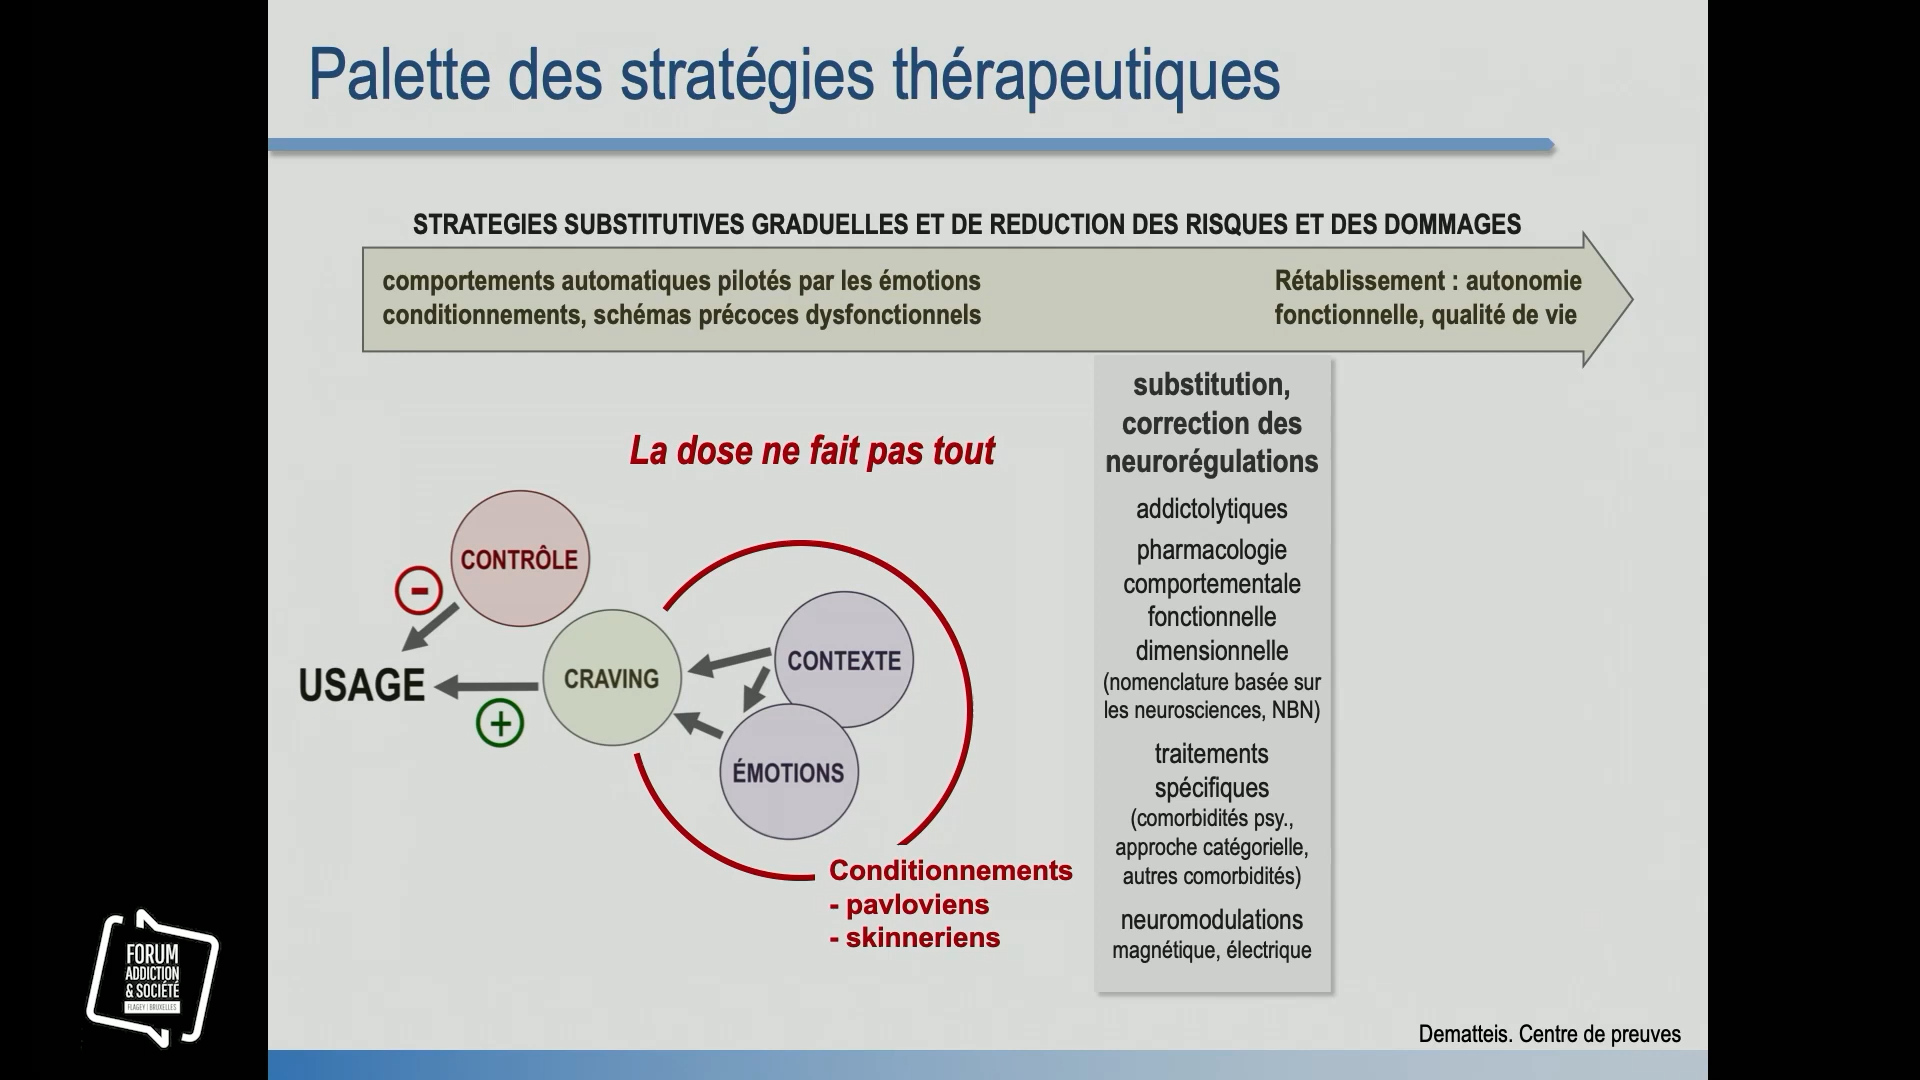 Palette des stratégies thérapeutiques
STRATEGIES SUBSTITUTIVES GRADUELLES ET DE REDUCTION DES RISQUES ET DES DOMMAGES
comportements automatiques pilotés par les émotions
conditionnements, schémas précoces dysfonctionnels
Rétablissement : autonomie
fonctionnelle, qualité de vie
La dose ne fait pas tout
CONTRÔLE
-
USAGE
+
CRAVING
CONTEXTE
ÉMOTIONS
Conditionnements
- pavloviens
- skinneriens
substitution,
correction des
neurorégulations
addictolytiques
pharmacologie
comportementale
fonctionnelle
dimensionnelle
(nomenclature basée sur
les neurosciences, NBN)
traitements
spécifiques
(comorbidités psy.,
approche catégorielle,
autres comorbidités)
neuromodulations
magnétique, électrique
Dematteis. Centre de preuves
FORUM
ADDICTION
& SOCIÉTÉ
FLAGEY | BRUXELLES